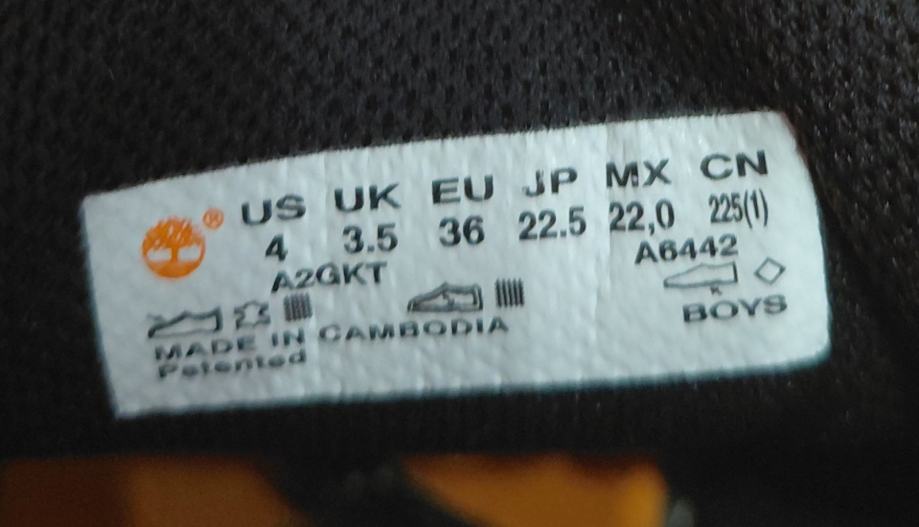 US UK EU JP MX CN
4 3.5 36 22.5 22,0 225(1)
A2GKT A6442
BOYS
MADE IN CAMBODIA
Patented